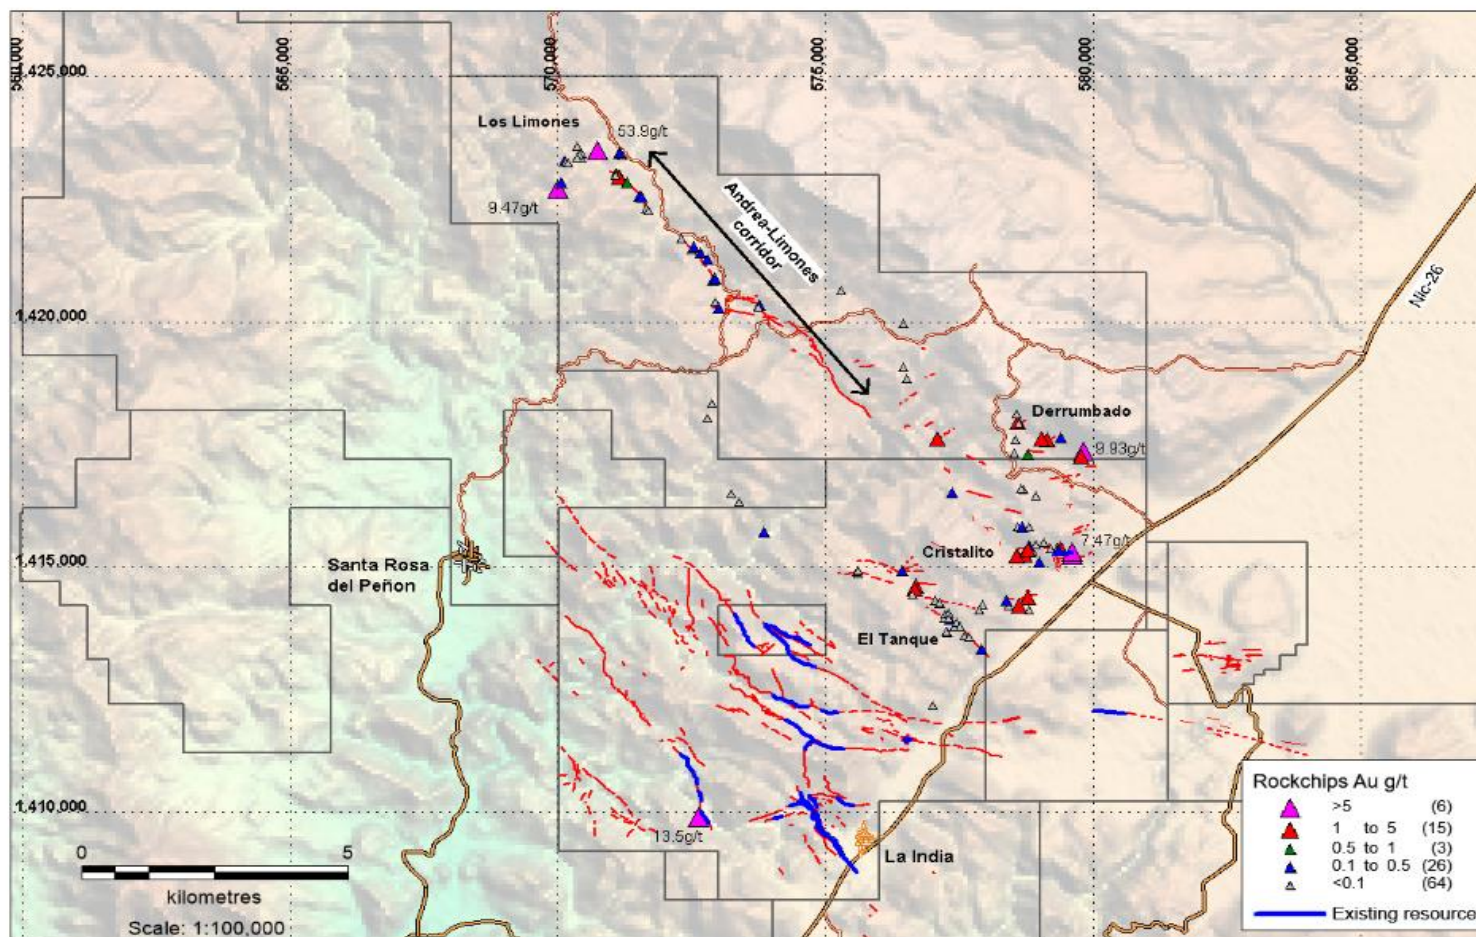 560,000
565,000
570,000
575,000
580,000
585,000
1,425,000
Los Limones
53.9g/t
9.47g/t
Andrea-Limones
corridor
Nic-26
1,420,000
Derrumbado
9.93g/t
1,415,000
Santa Rosa
del Peñon
Cristalito
7.47g/t
El Tanque
1,410,000
13.5g/t
La India
0 5
kilometres
Scale: 1:100,000
Rockchips Au g/t
>5 (6)
1 to 5 (15)
0.5 to 1 (3)
0.1 to 0.5 (26)
<0.1 (64)
Existing resource